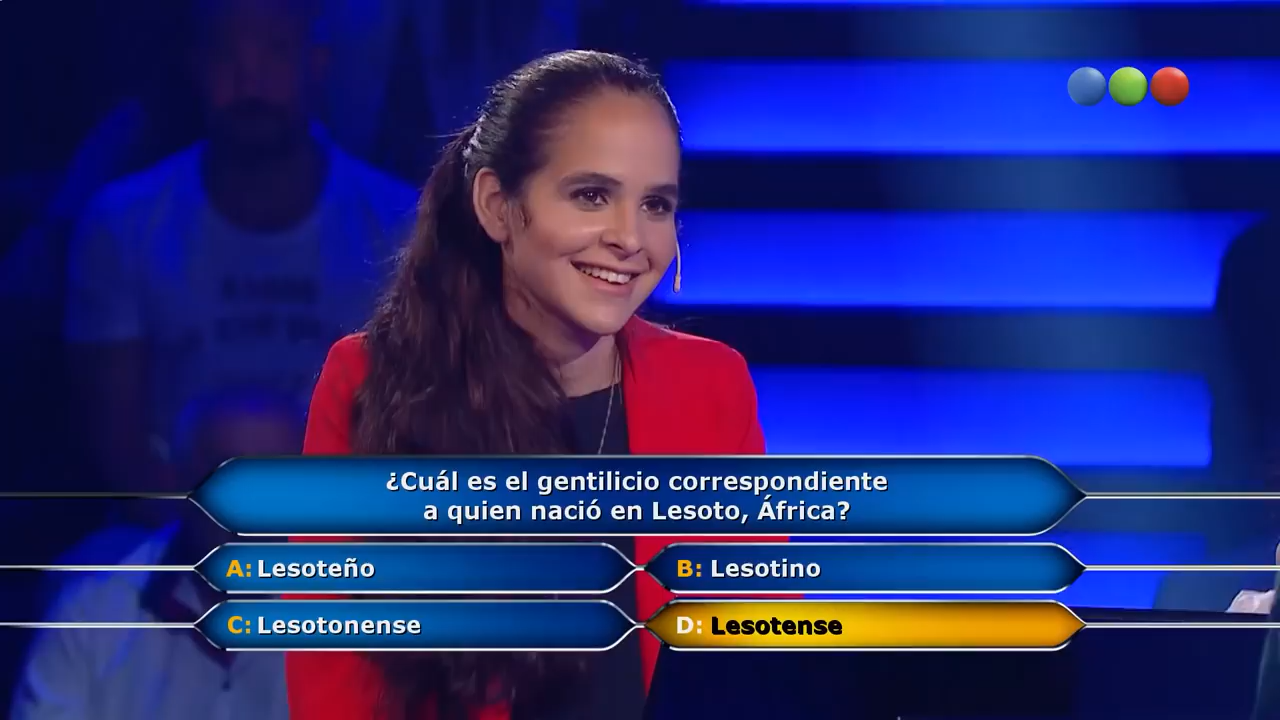 ¿Cuál es el gentilicio correspondiente
a quien nació en Lesoto, África?
A: Lesoteño
B: Lesotino
C: Lesotonense
D: Lesotense